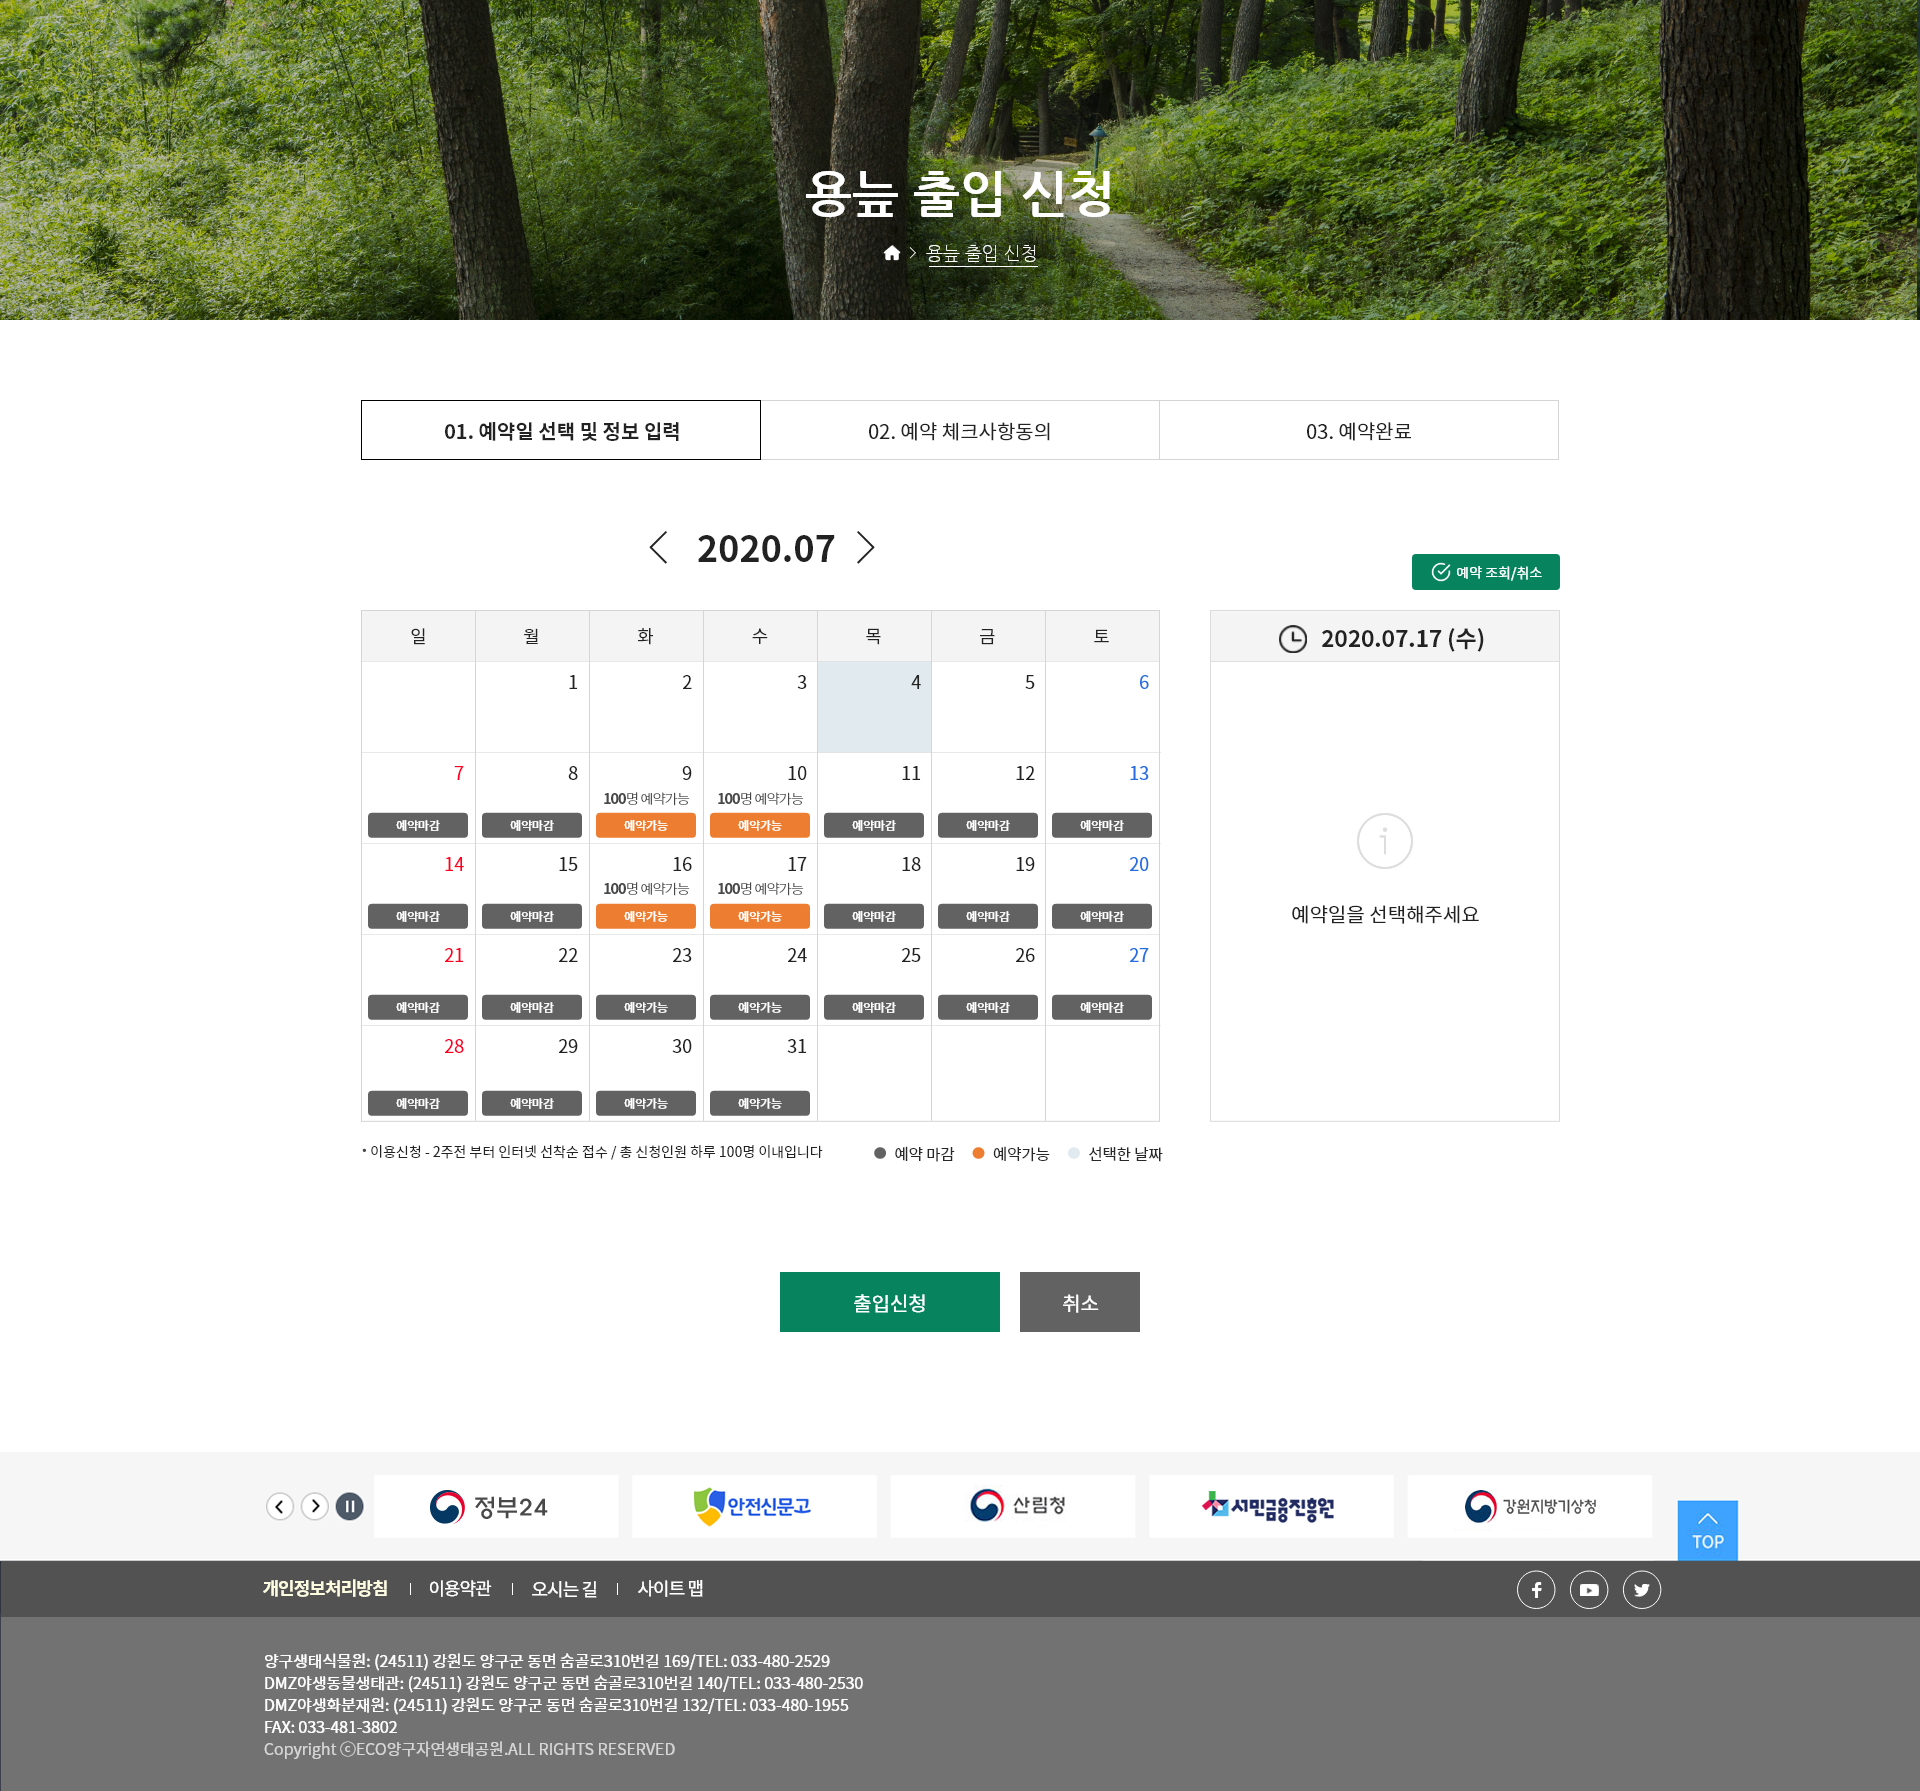 용늪 출입 신청
용늪 출입 신청
01. 예약일 선택 및 정보 입력
02. 예약 체크사항동의
03. 예약완료
2020.07
예약 조회/취소
일 월 화 수 목 금 토
1 2 3 4 5 6
7 8 9 10 11 12 13
100명 예약가능 100명 예약가능
예약마감 예약마감 예약가능 예약가능 예약마감 예약마감 예약마감
14 15 16 17 18 19 20
100명 예약가능 100명 예약가능
예약마감 예약마감 예약가능 예약가능 예약마감 예약마감 예약마감
21 22 23 24 25 26 27
예약마감 예약마감 예약가능 예약가능 예약마감 예약마감 예약마감
28 29 30 31
예약마감 예약마감 예약가능 예약가능
2020.07.17 (수)
예약일을 선택해주세요
* 이용신청 - 2주전 부터 인터넷 선착순 접수 / 총 신청인원 하루 100명 이내입니다
예약 마감 예약가능 선택한 날짜
출입신청
취소
정부24
안전신문고
산림청
서민금융진흥원
강원지방기상청
TOP
개인정보처리방침 이용약관 오시는 길 사이트 맵
양구생태식물원: (24511) 강원도 양구군 동면 숨골로310번길 169/TEL: 033-480-2529
DMZ야생동물생태관: (24511) 강원도 양구군 동면 숨골로310번길 140/TEL: 033-480-2530
DMZ야생화분재원: (24511) 강원도 양구군 동면 숨골로310번길 132/TEL: 033-480-1955
FAX: 033-481-3802
Copyright ⓒECO양구자연생태공원.ALL RIGHTS RESERVED